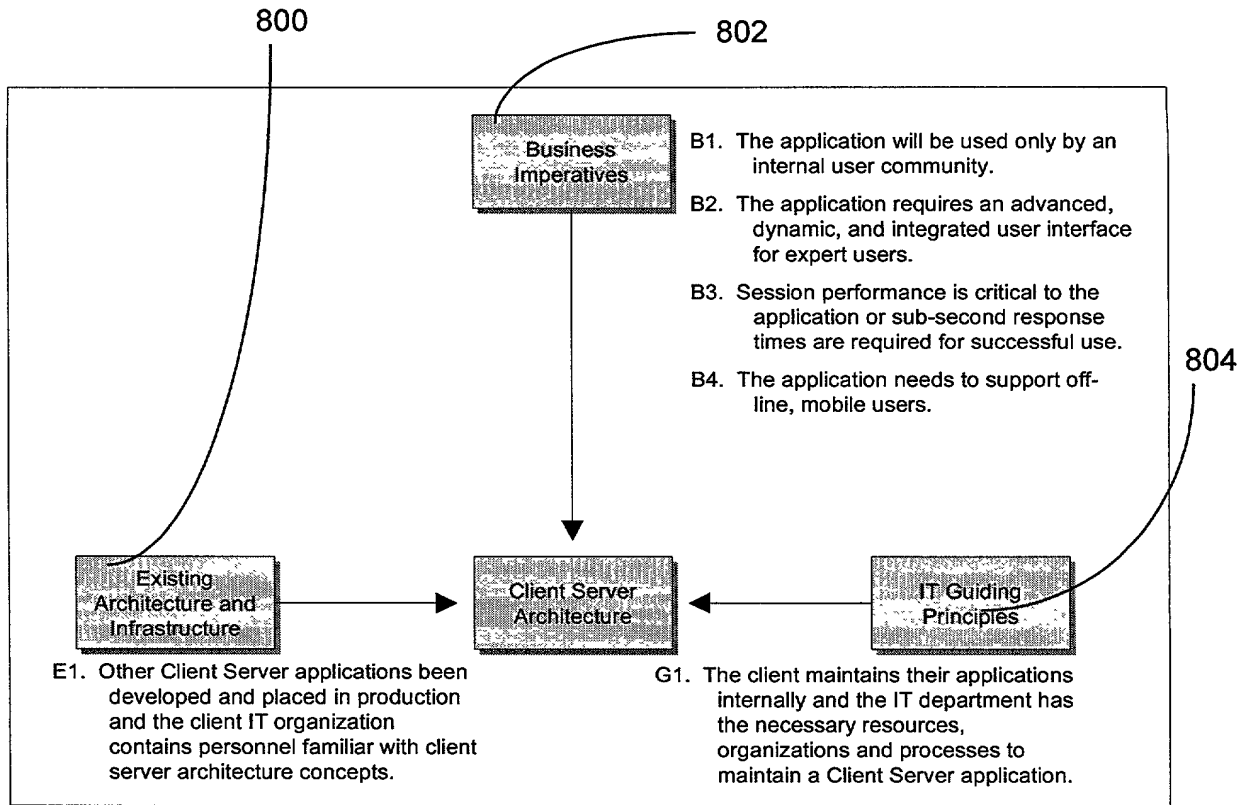 800
802
Business
Imperatives
B1. The application will be used only by an
internal user community.
B2. The application requires an advanced,
dynamic, and integrated user interface
for expert users.
B3. Session performance is critical to the
application or sub-second response
times are required for successful use.
B4. The application needs to support off-
line, mobile users.
804
Existing
Architecture and
Infrastructure
Client Server
Architecture
IT Guiding
Principles
E1. Other Client Server applications been
developed and placed in production
and the client IT organization
contains personnel familiar with client
server architecture concepts.
G1. The client maintains their applications
internally and the IT department has
the necessary resources,
organizations and processes to
maintain a Client Server application.